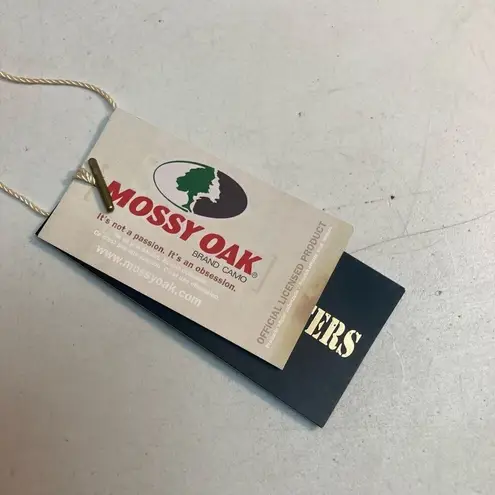 MOSSY OAK®
BRAND CAMO
It's not a passion. It's an obsession.
www.mossyoak.com
OFFICIAL LICENSED PRODUCT
ERS